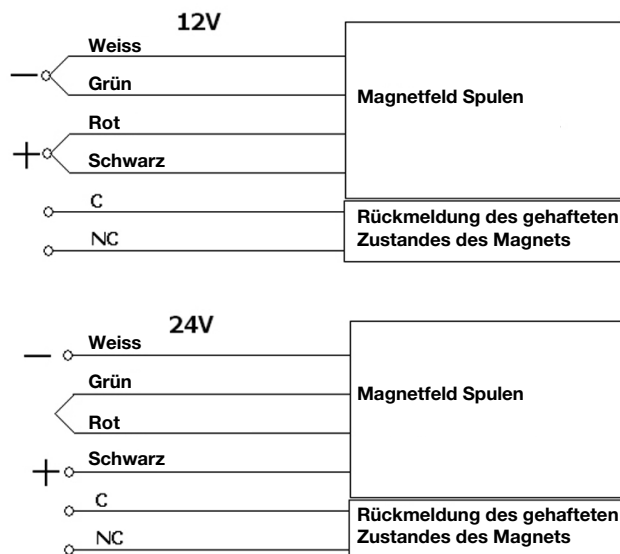 12V
Weiss
Grün
Rot
Schwarz
C
NC
Magnetfeld Spulen
Rückmeldung des gehafteten
Zustandes des Magnets
24V
Weiss
Grün
Rot
Schwarz
C
NC
Magnetfeld Spulen
Rückmeldung des gehafteten
Zustandes des Magnets